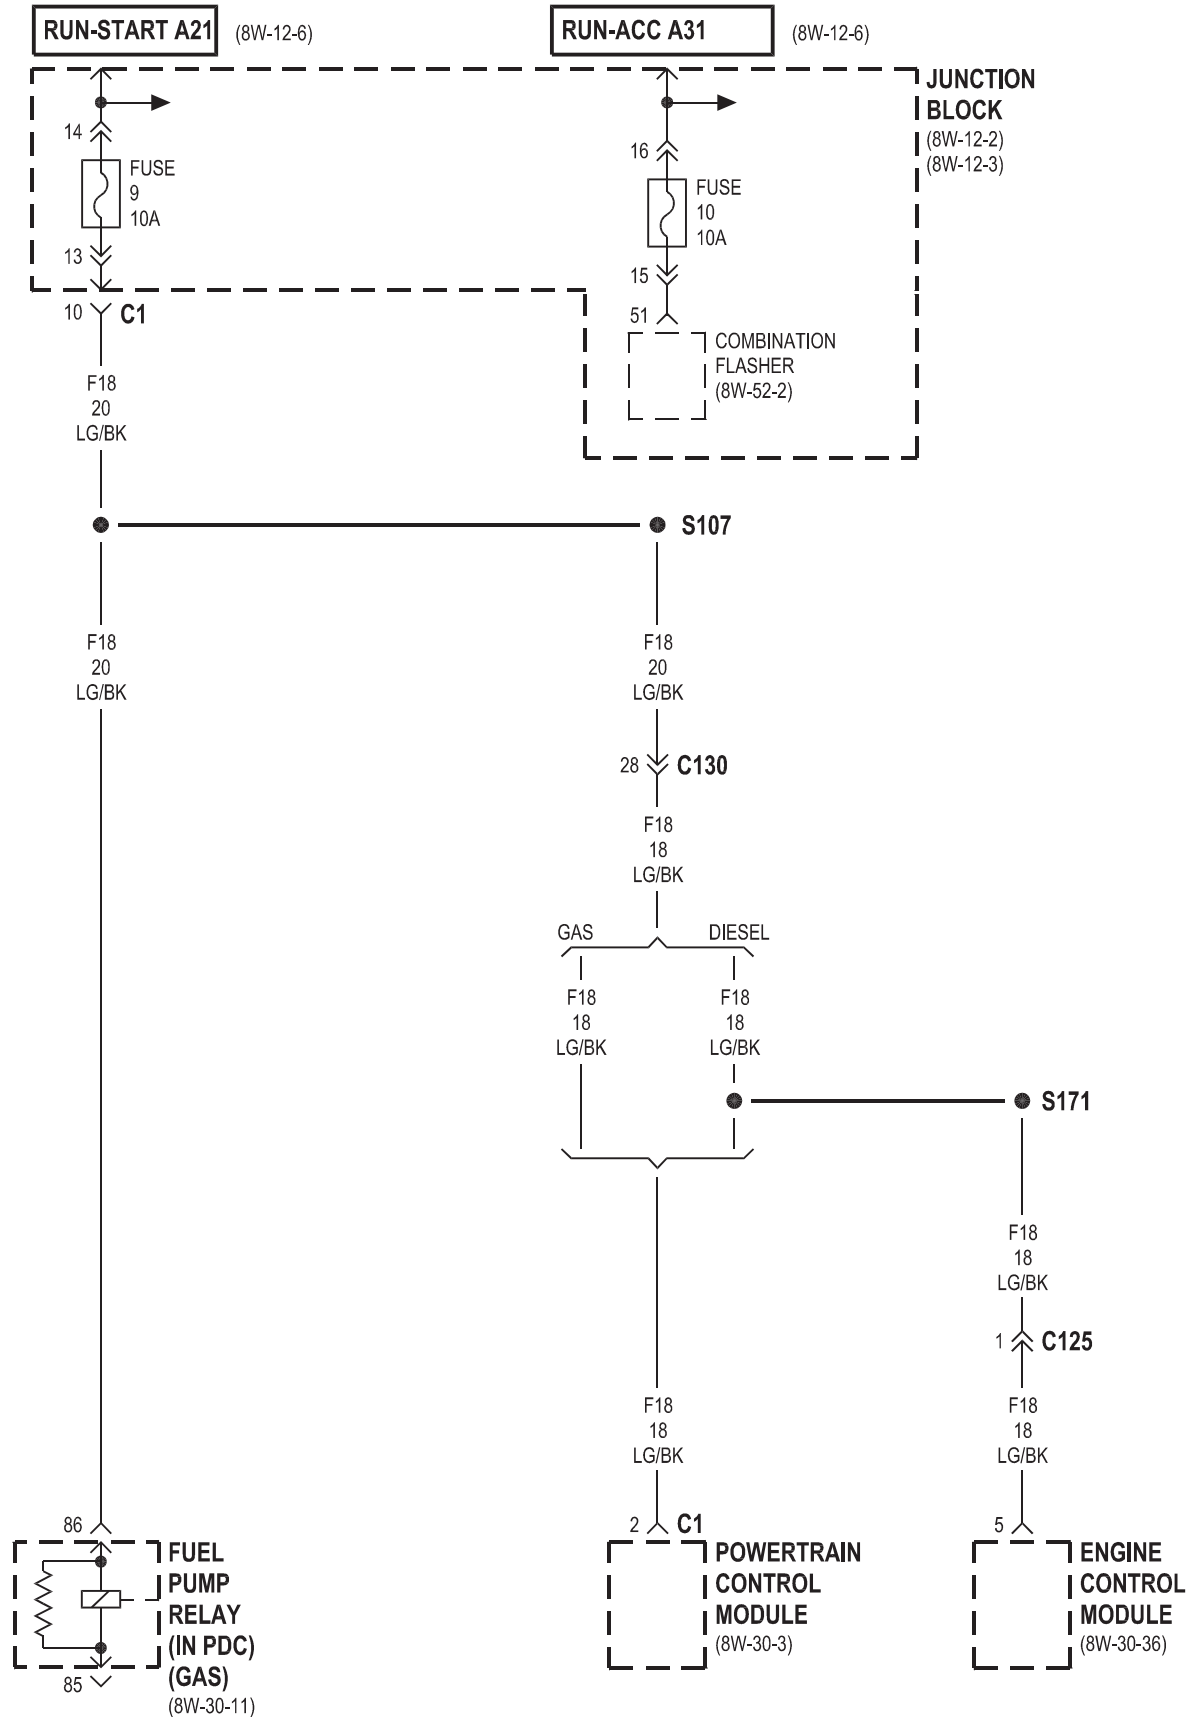 RUN-START A21 (8W-12-6)
RUN-ACC A31 (8W-12-6)
JUNCTION
BLOCK
(8W-12-2)
(8W-12-3)
14
FUSE
9
10A
13
16
FUSE
10
10A
15
51
COMBINATION
FLASHER
(8W-52-2)
10 C1
F18
20
LG/BK
S107
F18
20
LG/BK
F18
20
LG/BK
28 C130
F18
18
LG/BK
GAS
DIESEL
F18
18
LG/BK
F18
18
LG/BK
S171
F18
18
LG/BK
1 C125
F18
18
LG/BK
F18
18
LG/BK
86
FUEL
PUMP
RELAY
(IN PDC)
(GAS)
(8W-30-11)
85
2 C1
POWERTRAIN
CONTROL
MODULE
(8W-30-3)
5
ENGINE
CONTROL
MODULE
(8W-30-36)